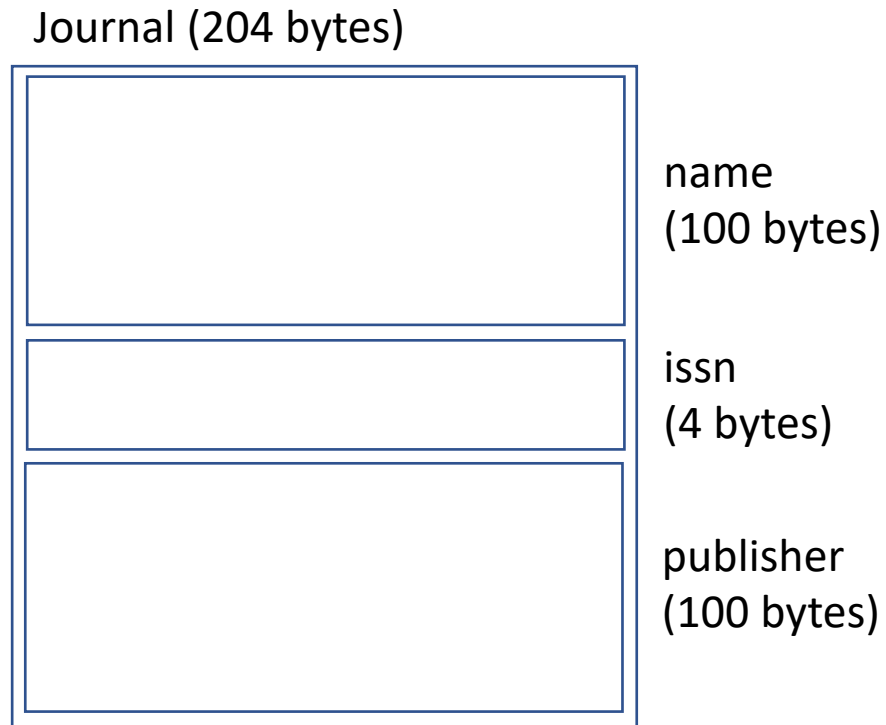 Journal (204 bytes)
name
(100 bytes)
issn
(4 bytes)
publisher
(100 bytes)